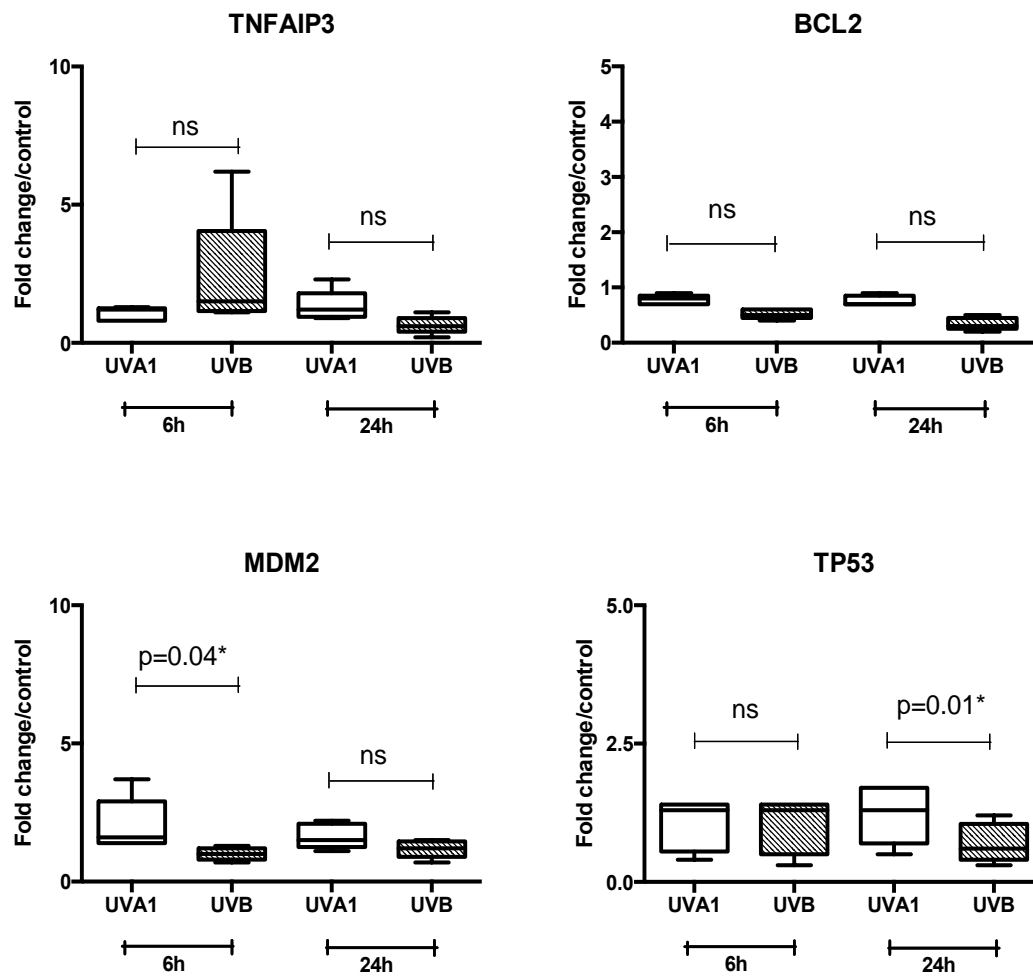 TNFAIP3
10
5
0
Fold change/control
ns
ns
UVA1 UVB UVA1 UVB
6h 24h
BCL2
5
4
3
2
1
0
Fold change/control
ns
ns
UVA1 UVB UVA1 UVB
6h 24h
MDM2
10
5
0
Fold change/control
p=0.04*
ns
UVA1 UVB UVA1 UVB
6h 24h
TP53
5.0
2.5
0.0
Fold change/control
ns
p=0.01*
UVA1 UVB UVA1 UVB
6h 24h